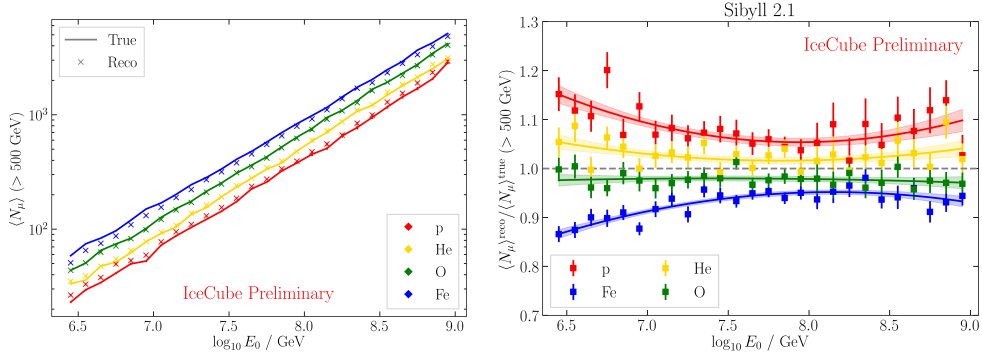 Sibyll 2.1
True
Reco
10³
10²
⟨N_μ⟩ (> 500 GeV)
p
He
O
Fe
IceCube Preliminary
6.5 7.0 7.5 8.0 8.5 9.0
log₁₀ E₀ / GeV
IceCube Preliminary
1.3
1.2
1.1
1.0
0.9
0.8
0.7
⟨N_μ⟩^reco/⟨N_μ⟩^true (> 500 GeV)
p He
Fe O
6.5 7.0 7.5 8.0 8.5 9.0
log₁₀ E₀ / GeV